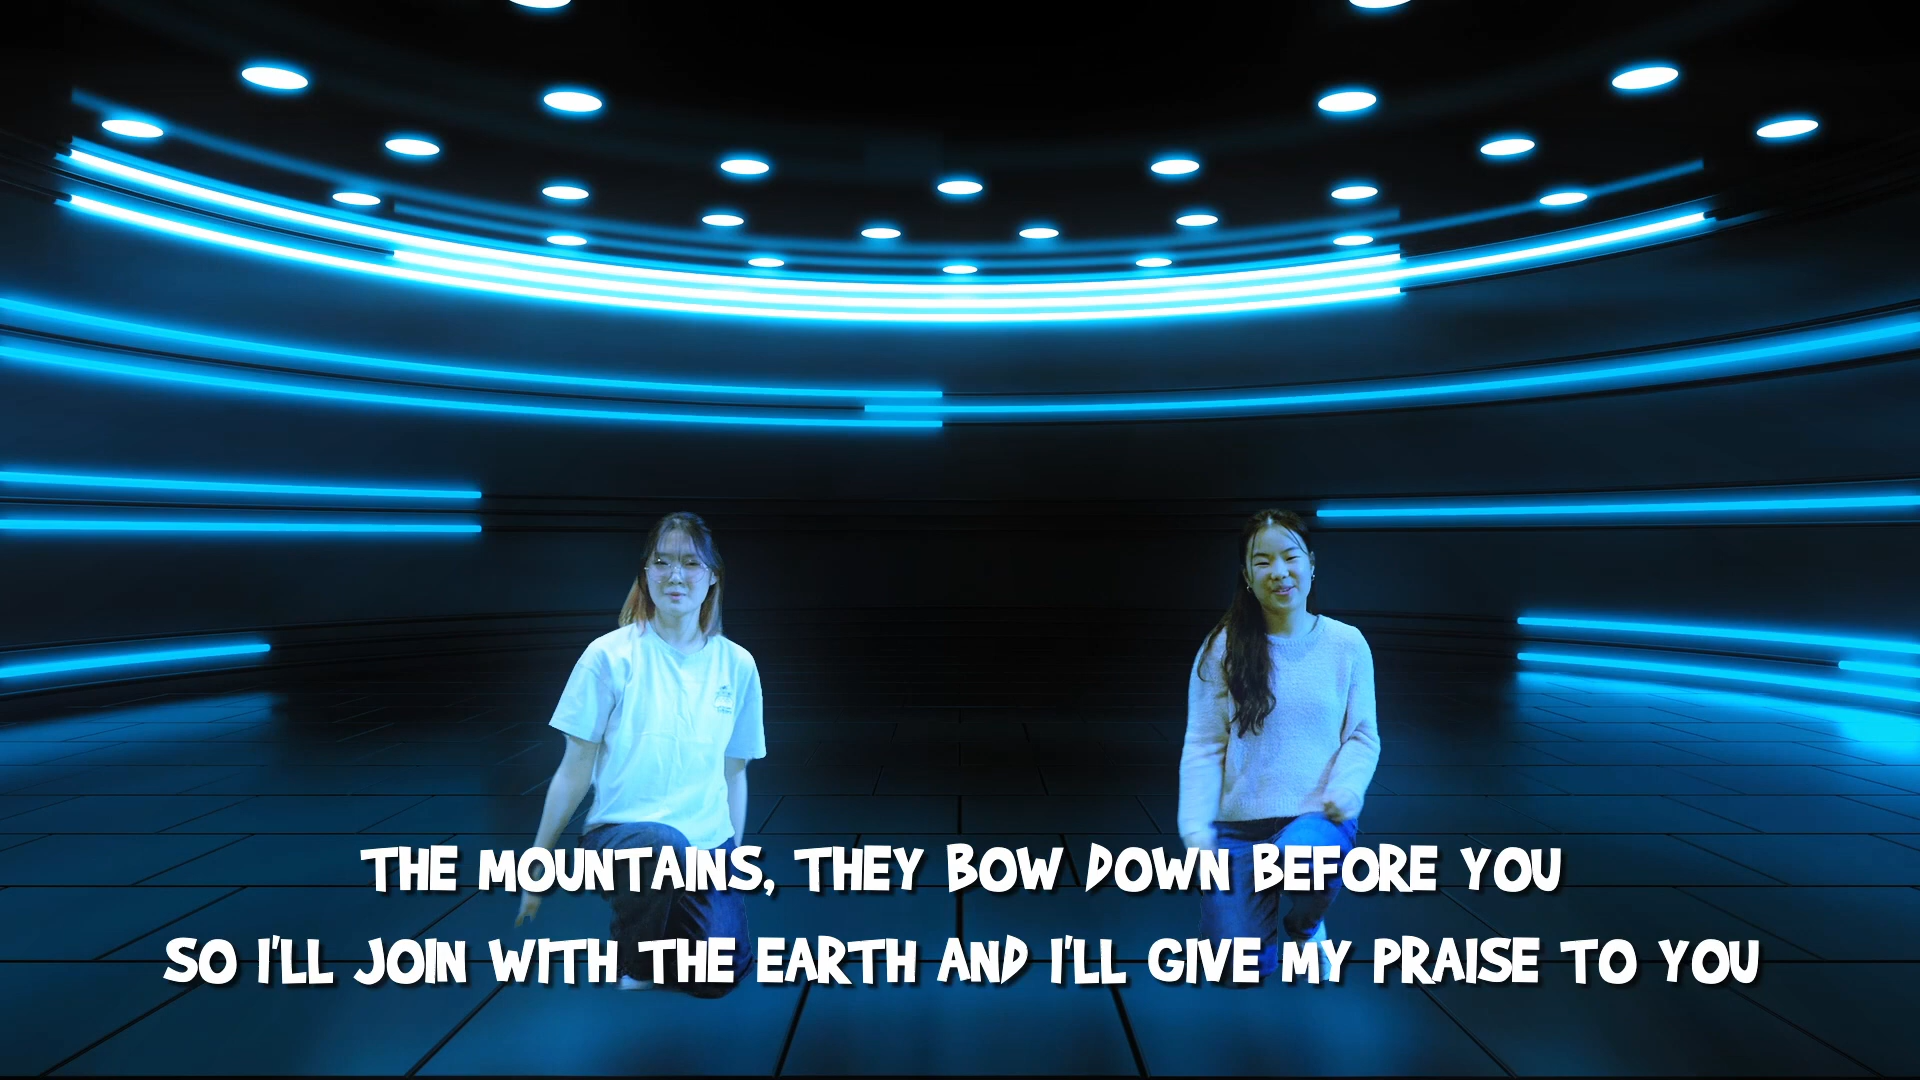 THE MOUNTAINS, THEY BOW DOWN BEFORE YOU
SO I'LL JOIN WITH THE EARTH AND I'LL GIVE MY PRAISE TO YOU